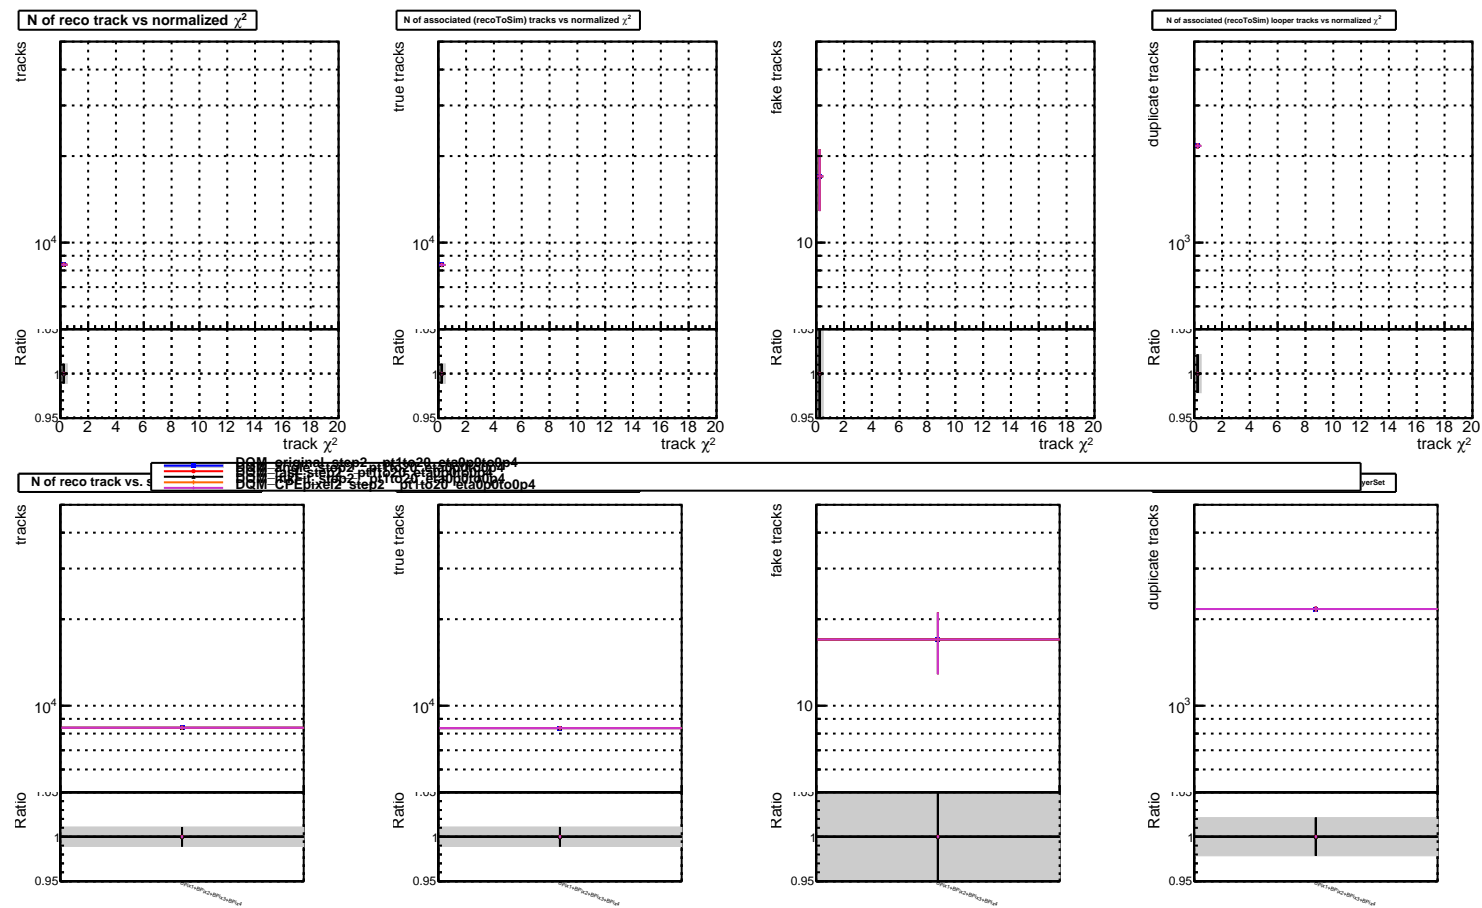 N of reco track vs normalized χ²
N of associated (recoToSim) tracks vs normalized χ²
N of associated (recoToSim) looper tracks vs normalized χ²
tracks
true tracks
fake tracks
duplicate tracks
10⁴
10⁴
10
10³
Ratio
Ratio
Ratio
Ratio
1
1
1
1
0.95
0.95
0.95
0.95
0 2 4 6 8 10 12 14 16 18 20
0 2 4 6 8 10 12 14 16 18 20
0 2 4 6 8 10 12 14 16 18 20
0 2 4 6 8 10 12 14 16 18 20
track χ²
track χ²
track χ²
track χ²
DQM_original_step2 pt1to20_eta0p0to0p4
DQM_CPEpixel2_step2 pt1to20_eta0p0to0p4
N of reco track vs.
yerSet
tracks
true tracks
fake tracks
duplicate tracks
10⁴
10⁴
10
10³
Ratio
Ratio
Ratio
Ratio
1
1
1
1
0.95
0.95
0.95
0.95